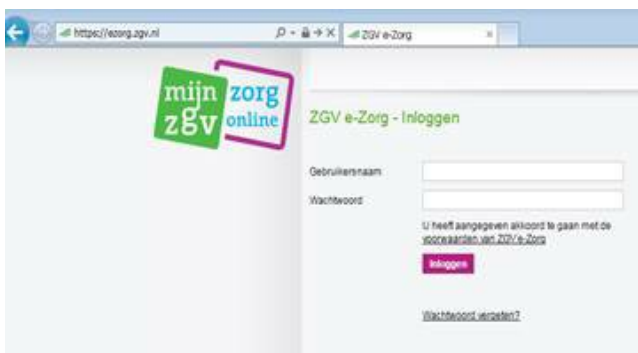 https://ezorg.zgv.nl
ZGV e-Zorg
mijn zorg
zgv online
ZGV e-Zorg - Inloggen
Gebruikersnaam
Wachtwoord
U heeft aangegeven akkoord te gaan met de
voorwaarden van ZGV e-Zorg
Inloggen
Wachtwoord vergeten?